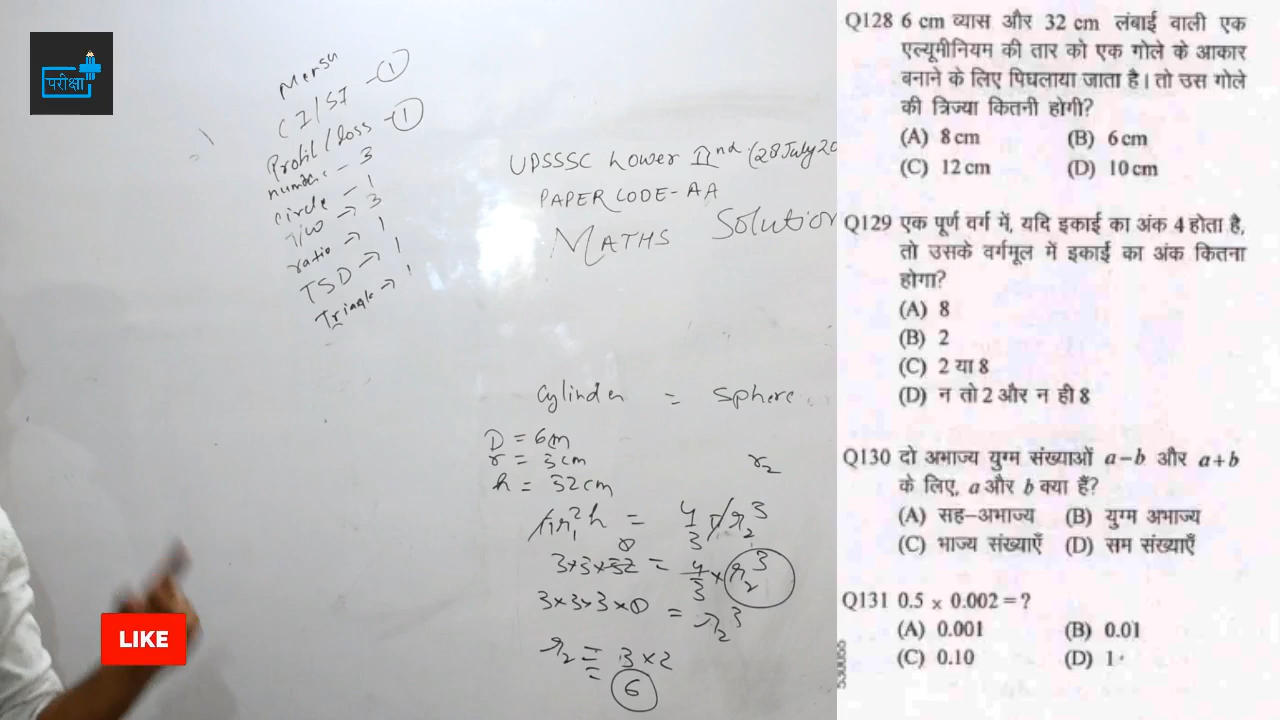 परीक्षा
Mensu
CI/SI -①
Profit/loss -①
numeric - 3
circle - 1
T/W → 3
ratio → 1
TSD → 1
Triangle → 1
UPSSSC Lower IInd (28 July 20
PAPER CODE-AA
MATHS Solution
Cylinder = Sphere
D = 6m
r = 3cm
h = 32cm
r₂
πr₁²h = 4/3 πr₂³
8
3×3×32 = 4/3 × r₂³
3×3×3×8 = r₂³
r₂ = 3×2
= 6
LIKE
Q128 6 cm व्यास और 32 cm लंबाई वाली एक
एल्यूमीनियम की तार को एक गोले के आकार
बनाने के लिए पिघलाया जाता है। तो उस गोले
की त्रिज्या कितनी होगी?
(A) 8 cm (B) 6 cm
(C) 12 cm (D) 10 cm
Q129 एक पूर्ण वर्ग में, यदि इकाई का अंक 4 होता है,
तो उसके वर्गमूल में इकाई का अंक कितना
होगा?
(A) 8
(B) 2
(C) 2 या 8
(D) न तो 2 और न ही 8
Q130 दो अभाज्य युग्म संख्याओं a-b और a+b
के लिए, a और b क्या हैं?
(A) सह-अभाज्य (B) युग्म अभाज्य
(C) भाज्य संख्याएँ (D) सम संख्याएँ
Q131 0.5 × 0.002 = ?
(A) 0.001 (B) 0.01
(C) 0.10 (D) 1